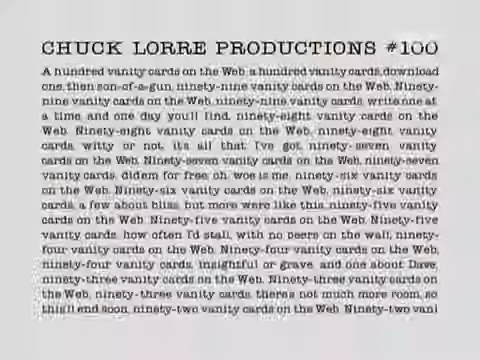 CHUCK LORRE PRODUCTIONS #100
A hundred vanity cards on the Web, a hundred vanity cards, download
one, then son-of-a-gun, ninety-nine vanity cards on the Web. Ninety-
nine vanity cards on the Web, ninety-nine vanity cards, write one at
a time and one day you'll find, ninety-eight vanity cards on the
Web. Ninety-eight vanity cards on the Web, ninety-eight vanity
cards, witty or not, it's all that I've got, ninety-seven vanity
cards on the Web. Ninety-seven vanity cards on the Web, ninety-seven
vanity cards, did'em for free, oh, woe is me, ninety-six vanity cards
on the Web. Ninety-six vanity cards on the Web, ninety-six vanity
cards, a few about bliss, but more were like this, ninety-five vanity
cards on the Web. Ninety-five vanity cards on the Web, Ninety-five
vanity cards, how often I'd stall, with no peers on the wall, ninety-
four vanity cards on the Web. Ninety-four vanity cards on the Web,
ninety-four vanity cards, insightful or grave, and one about Dave,
ninety-three vanity cards on the Web. Ninety-three vanity cards on
the Web, ninety-three vanity cards, there's not much more room, so
this'll end soon, ninety-two vanity cards on the Web. Ninety-two vani